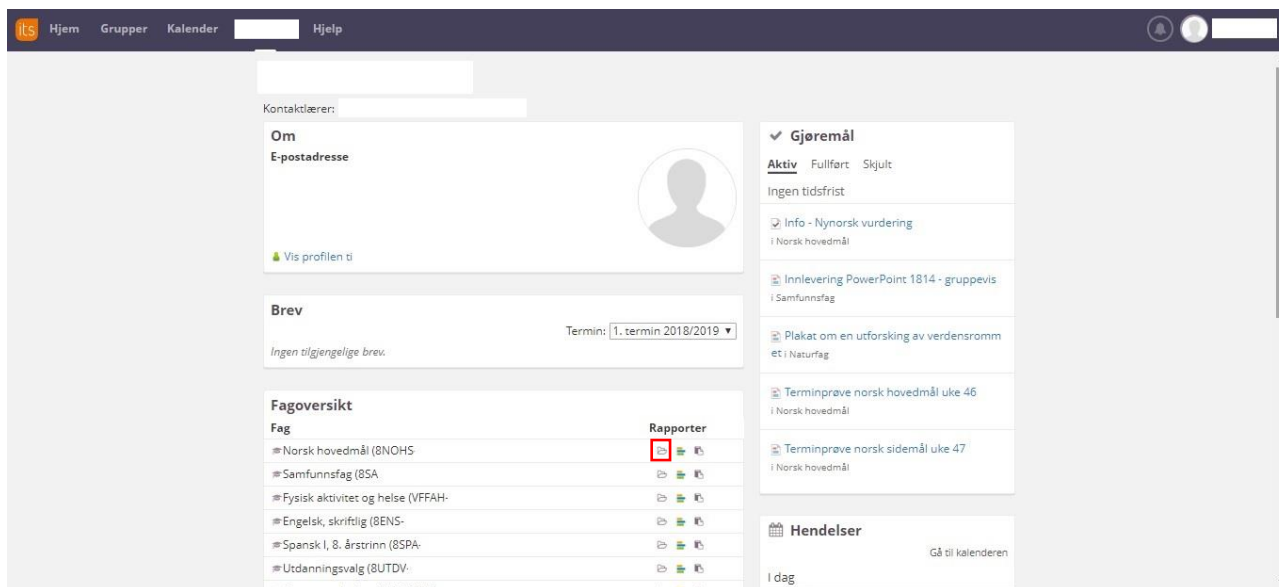 its Hjem Grupper Kalender Hjelp
Kontaktlærer:
Om
E-postadresse
Vis profilen ti
Brev
Termin: 1. termin 2018/2019
Ingen tilgjengelige brev.
Fagoversikt
Fag Rapporter
Norsk hovedmål (8NOHS
Samfunnsfag (8SA
Fysisk aktivitet og helse (VFFAH-
Engelsk, skriftlig (8ENS-
Spansk I, 8. årstrinn (8SPA-
Utdanningsvalg (8UTDV-
Gjøremål
Aktiv Fullført Skjult
Ingen tidsfrist
Info - Nynorsk vurdering
i Norsk hovedmål
Innlevering PowerPoint 1814 - gruppevis
i Samfunnsfag
Plakat om en utforsking av verdensromm
et i Naturfag
Terminprøve norsk hovedmål uke 46
i Norsk hovedmål
Terminprøve norsk sidemål uke 47
i Norsk hovedmål
Hendelser
Gå til kalenderen
I dag